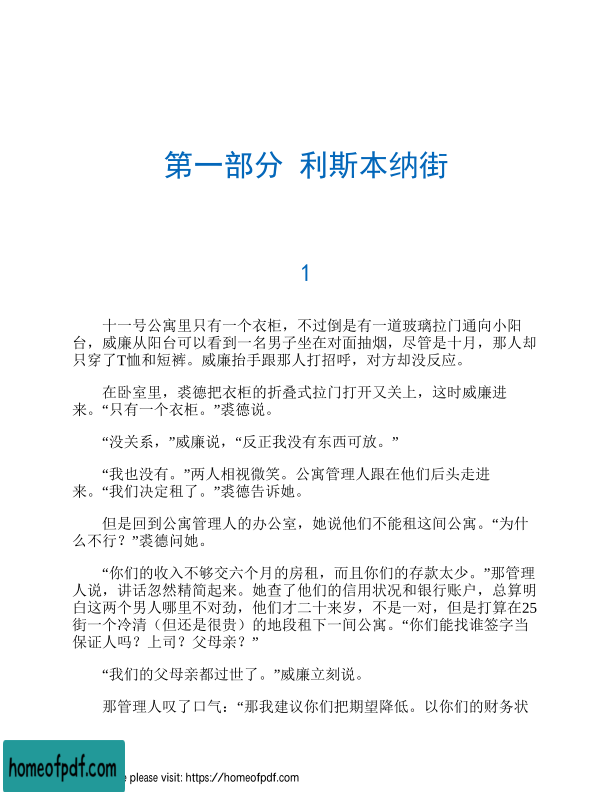 第一部分 利斯本纳街
1
十一号公寓里只有一个衣柜，不过倒是有一道玻璃拉门通向小阳
台，威廉从阳台可以看到一名男子坐在对面抽烟，尽管是十月，那人却
只穿了T恤和短裤。威廉抬手跟那人打招呼，对方却没反应。
在卧室里，裘德把衣柜的折叠式拉门打开又关上，这时威廉进
来。“只有一个衣柜。”裘德说。
“没关系，”威廉说，“反正我没有东西可放。”
“我也没有。”两人相视微笑。公寓管理人跟在他们后头走进
来。“我们决定租了。”裘德告诉她。
但是回到公寓管理人的办公室，她说他们不能租这间公寓。“为什
么不行？”裘德问她。
“你们的收入不够交六个月的房租，而且你们的存款太少。”那管理
人说，讲话忽然精简起来。她查了他们的信用状况和银行账户，总算明
白这两个男人哪里不对劲，他们才二十来岁，不是一对，但是打算在25
街一个冷清（但还是很贵）的地段租下一间公寓。“你们能找谁签字当
保证人吗？上司？父母亲？”
“我们的父母亲都过世了。”威廉立刻说。
那管理人叹了口气：“那我建议你们把期望降低。以你们的财务状
homeofpdf.com
e please visit: https://homeofpdf.com